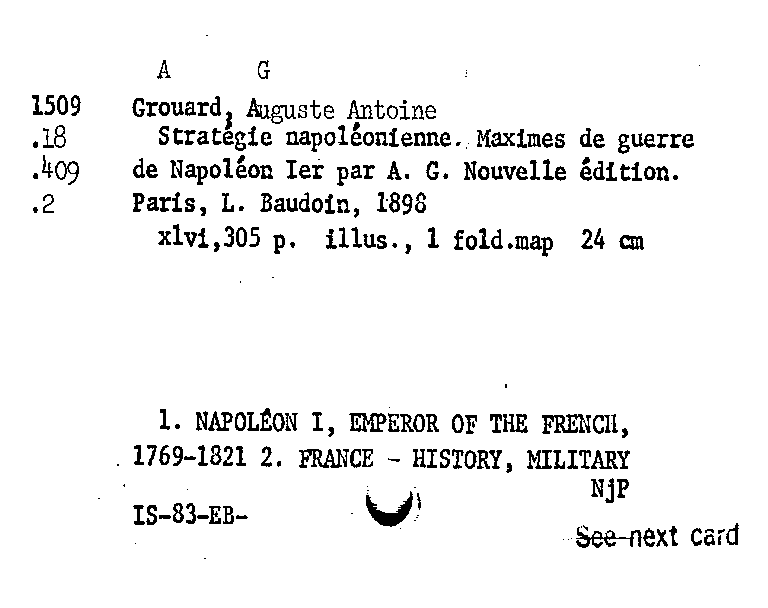 A G
1509 Grouard, Auguste Antoine
.18 Stratégie napoléonienne. Maximes de guerre
.409 de Napoléon Ier par A. G. Nouvelle édition.
.2 Paris, L. Baudoin, 1898
xlvi,305 p. illus., 1 fold.map 24 cm
1. NAPOLÉON I, EMPEROR OF THE FRENCH,
1769-1821 2. FRANCE - HISTORY, MILITARY
NjP
IS-83-EB-
See next card